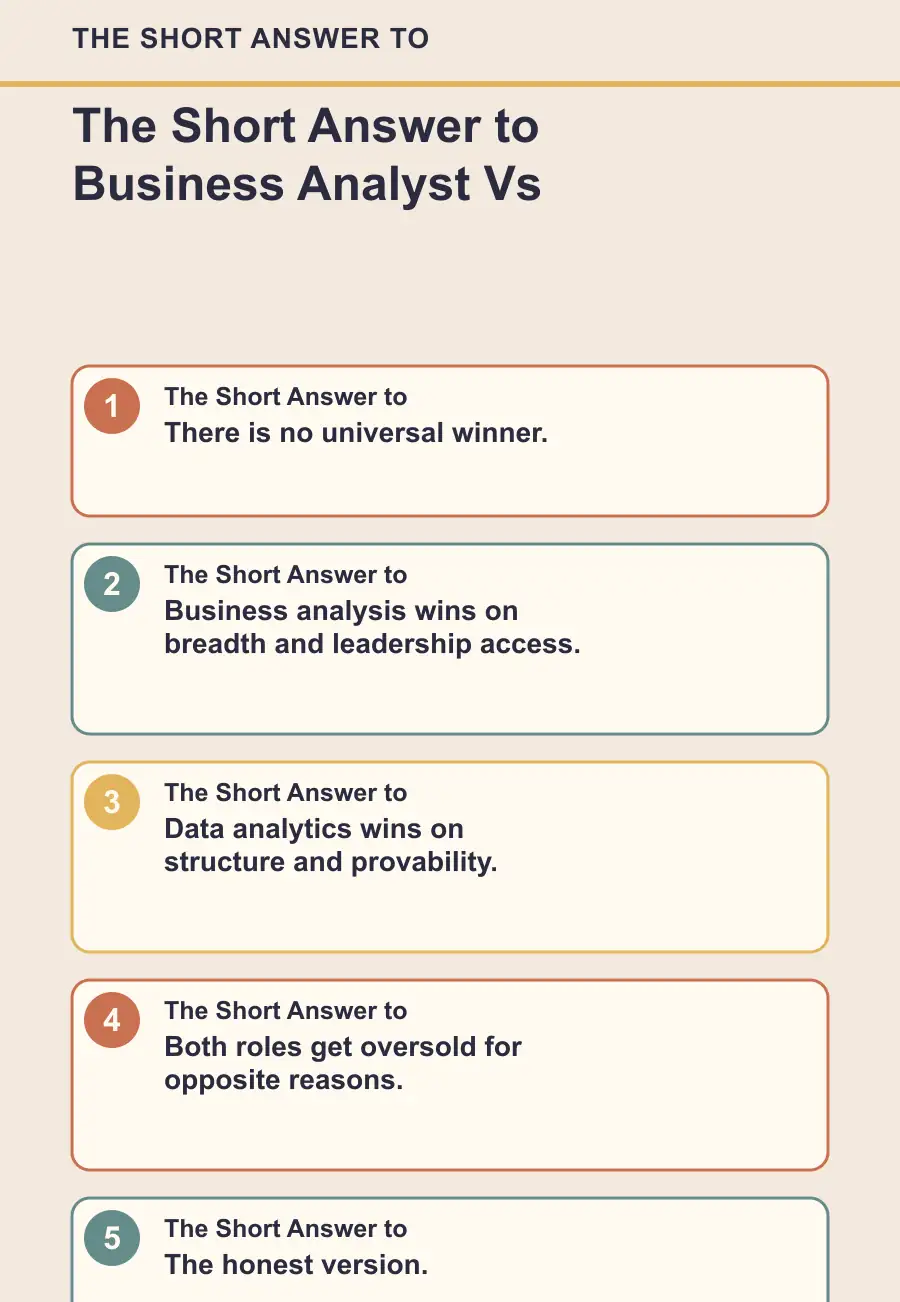 THE SHORT ANSWER TO
The Short Answer to
Business Analyst Vs
1
The Short Answer to
There is no universal winner.
2
The Short Answer to
Business analysis wins on
breadth and leadership access.
3
The Short Answer to
Data analytics wins on
structure and provability.
4
The Short Answer to
Both roles get oversold for
opposite reasons.
5
The Short Answer to
The honest version.